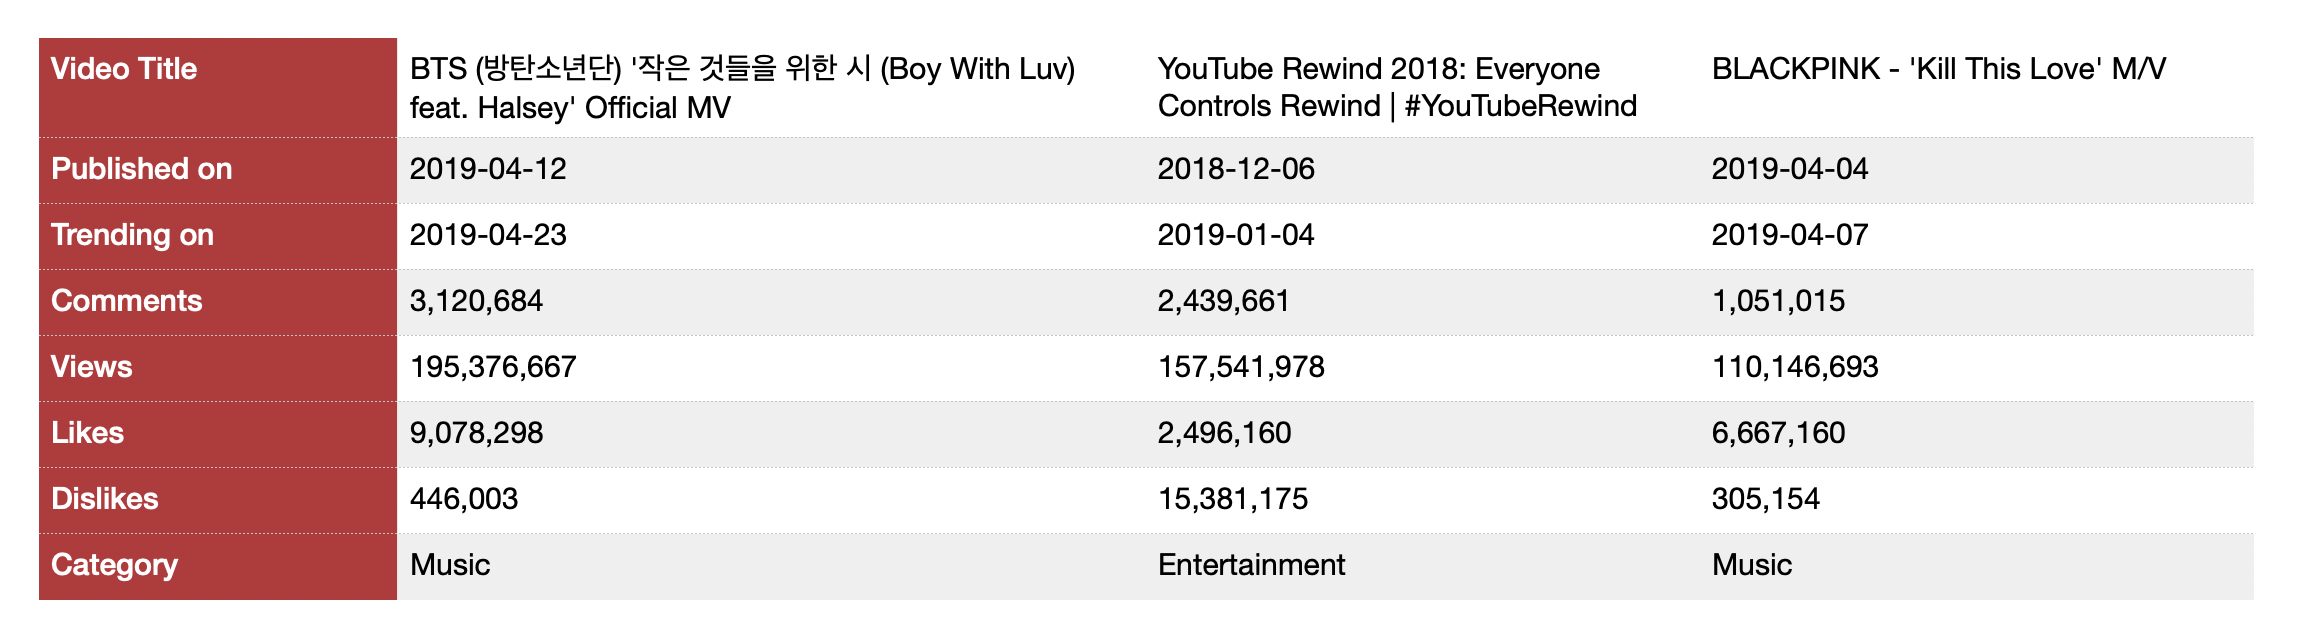 Video Title BTS (방탄소년단) '작은 것들을 위한 시 (Boy With Luv) YouTube Rewind 2018: Everyone BLACKPINK - 'Kill This Love' M/V
feat. Halsey' Official MV Controls Rewind | #YouTubeRewind
Published on 2019-04-12 2018-12-06 2019-04-04
Trending on 2019-04-23 2019-01-04 2019-04-07
Comments 3,120,684 2,439,661 1,051,015
Views 195,376,667 157,541,978 110,146,693
Likes 9,078,298 2,496,160 6,667,160
Dislikes 446,003 15,381,175 305,154
Category Music Entertainment Music